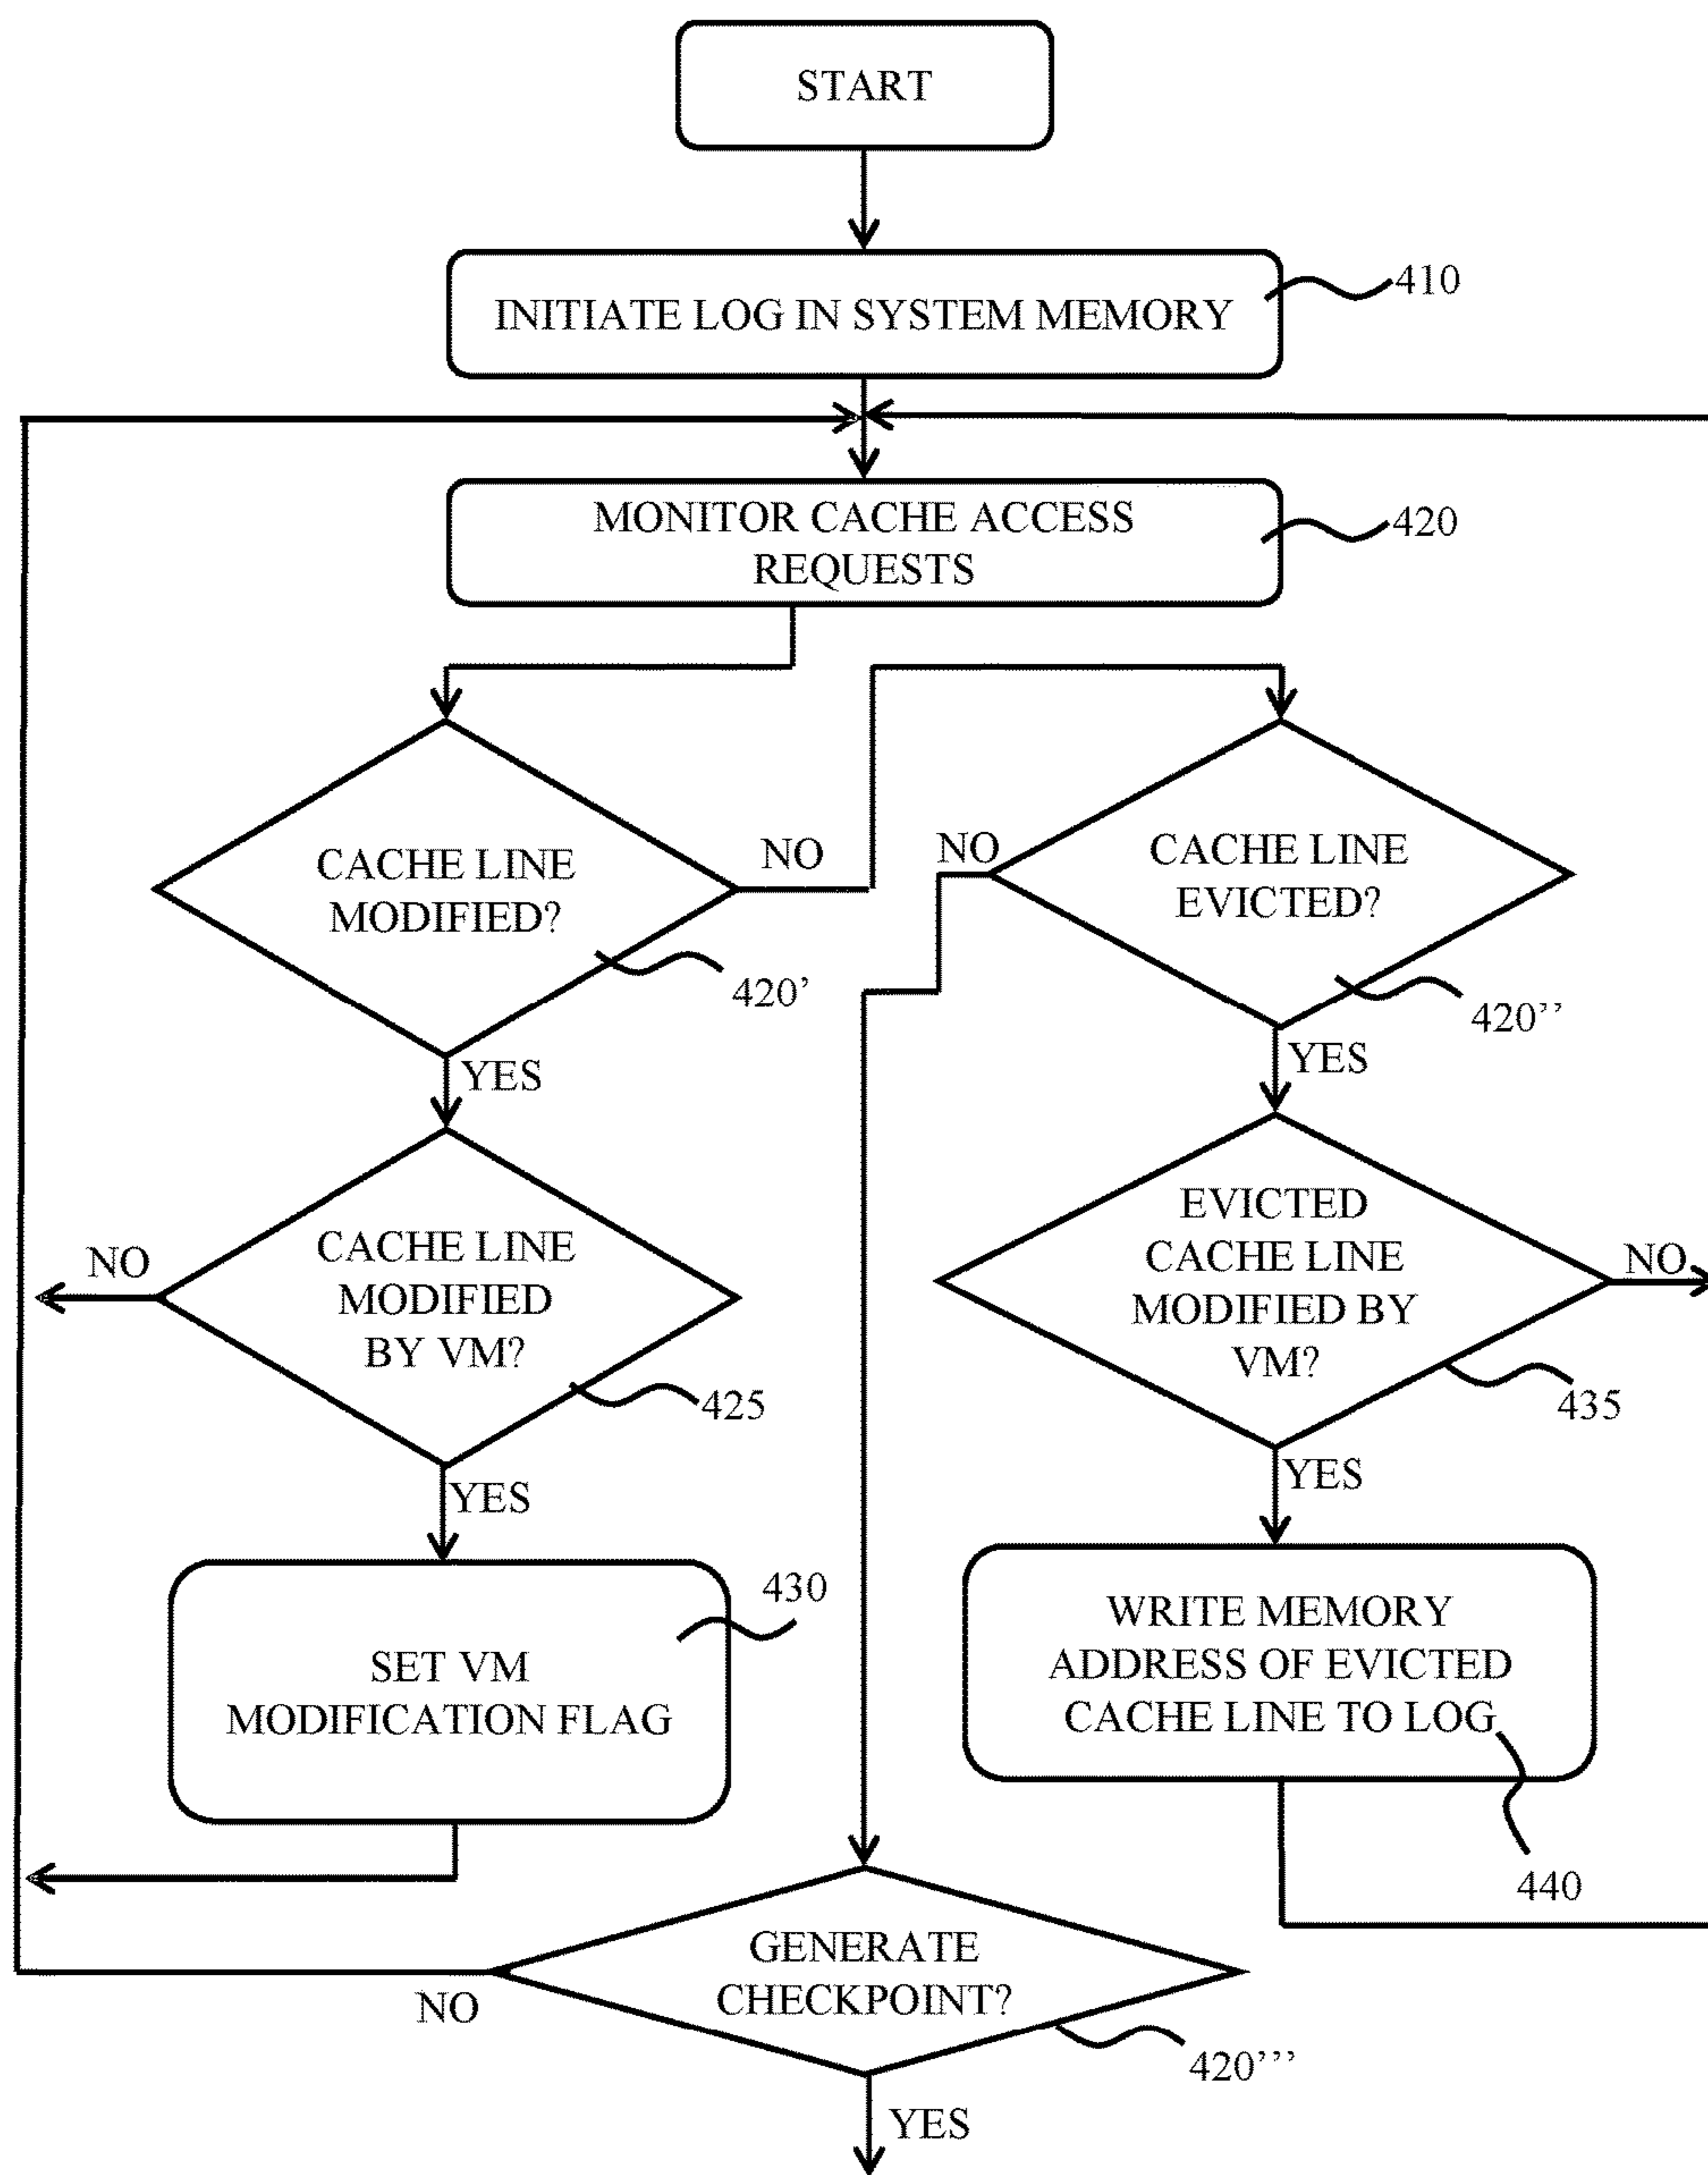 START
INITIATE LOG IN SYSTEM MEMORY
410
MONITOR CACHE ACCESS
REQUESTS
420
CACHE LINE
MODIFIED?
NO
420'
YES
NO
CACHE LINE
EVICTED?
420’’
YES
CACHE LINE
MODIFIED
BY VM?
NO
425
YES
EVICTED
CACHE LINE
MODIFIED BY
VM?
NO
435
YES
SET VM
MODIFICATION FLAG
430
WRITE MEMORY
ADDRESS OF EVICTED
CACHE LINE TO LOG
440
GENERATE
CHECKPOINT?
NO
420’’’
YES